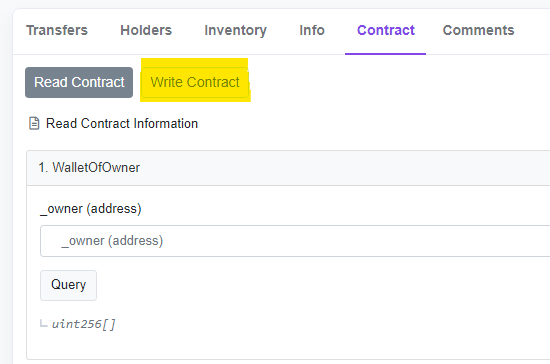 Transfers Holders Inventory Info Contract Comments
Read Contract Write Contract
Read Contract Information
1. WalletOfOwner
_owner (address)
_owner (address)
Query
uint256[]